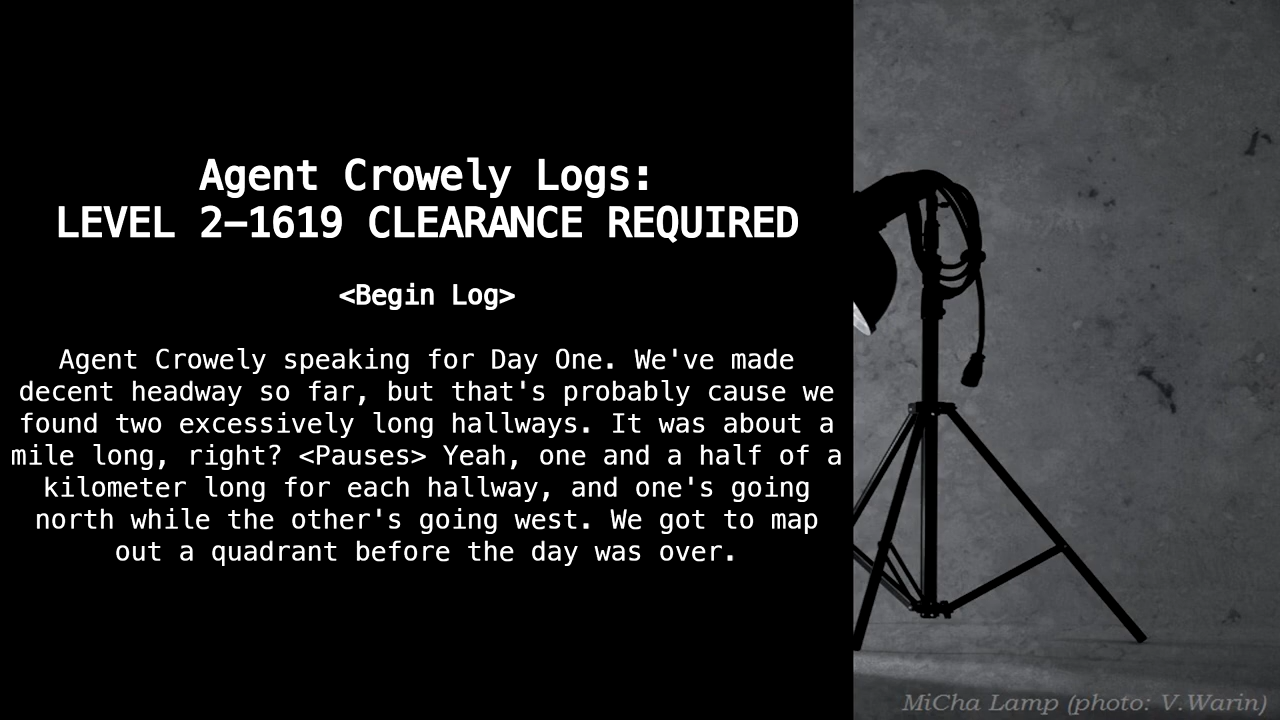 Agent Crowely Logs:
LEVEL 2-1619 CLEARANCE REQUIRED
<Begin Log>
Agent Crowely speaking for Day One. We've made
decent headway so far, but that's probably cause we
found two excessively long hallways. It was about a
mile long, right? <Pauses> Yeah, one and a half of a
kilometer long for each hallway, and one's going
north while the other's going west. We got to map
out a quadrant before the day was over.
MiCha Lamp (photo: V.Warin)